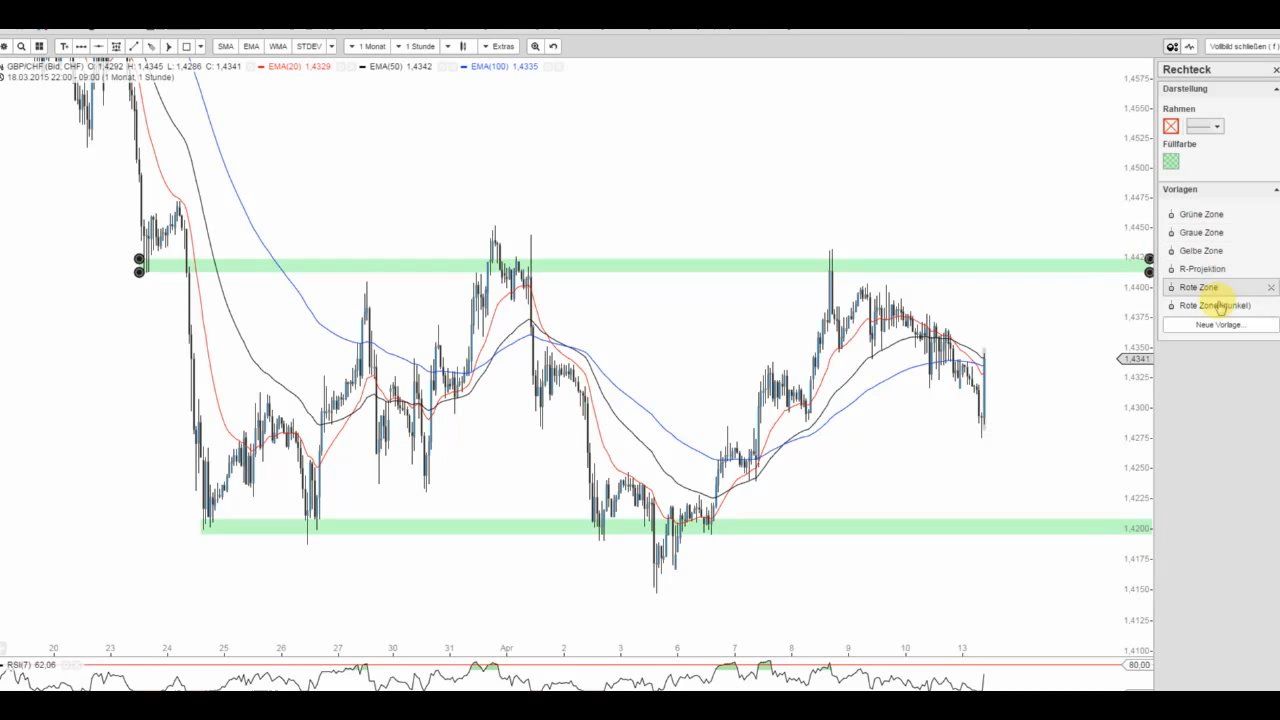 SMA EMA WMA STDEV 1 Monat 1 Stunde Extras Vollbild schließen ( f )
GBP/CHF (Bid, CHF) O: 1,4292 H: 1,4345 L: 1,4286 C: 1,4341 EMA(20) 1,4329 EMA(50) 1,4342 EMA(100) 1,4335
18.03.2015 22:00 - 09:00 (1 Monat, 1 Stunde)
Rechteck
Darstellung
Rahmen
Füllfarbe
Vorlagen
Grüne Zone
Graue Zone
Gelbe Zone
R-Projektion
Rote Zone
Rote Zone (dunkel)
Neue Vorlage...
1,4575
1,4550
1,4525
1,4500
1,4475
1,4450
1,4425
1,4400
1,4375
1,4350
1,4341
1,4325
1,4300
1,4275
1,4250
1,4225
1,4200
1,4175
1,4150
1,4125
1,4100
20 23 24 25 26 27 30 31 Apr 2 3 6 7 8 9 10 13
RSI(7) 62,06
80,00